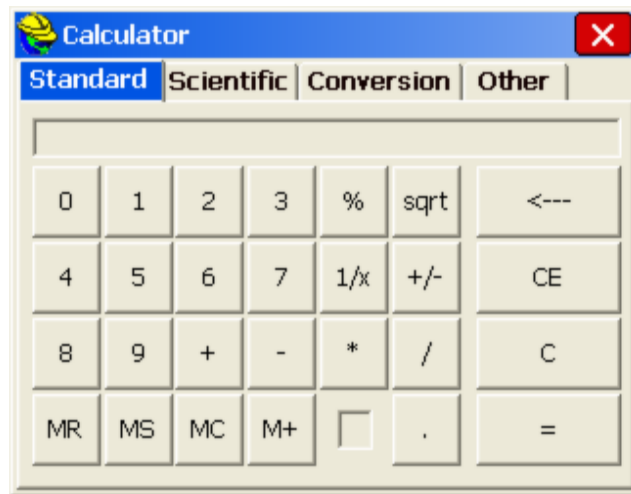 Calculator
Standard Scientific Conversion Other
0 1 2 3 % sqrt <---
4 5 6 7 1/x +/- CE
8 9 + - * / C
MR MS MC M+ . =